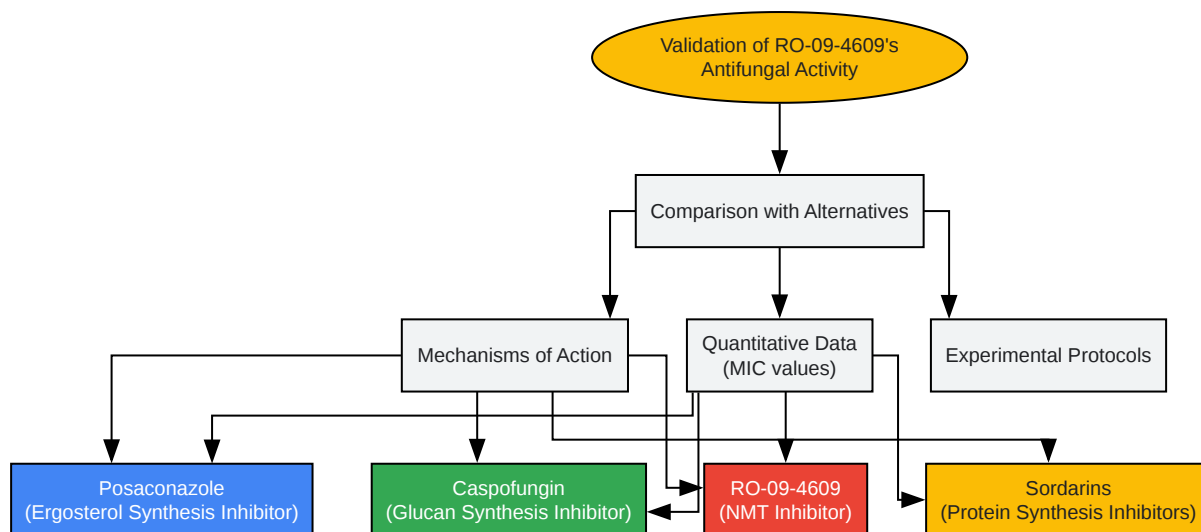 Validation of RO-09-4609's
Antifungal Activity
Comparison with Alternatives
Mechanisms of Action
Quantitative Data
(MIC values)
Experimental Protocols
Posaconazole
(Ergosterol Synthesis Inhibitor)
Caspofungin
(Glucan Synthesis Inhibitor)
RO-09-4609
(NMT Inhibitor)
Sordarins
(Protein Synthesis Inhibitors)